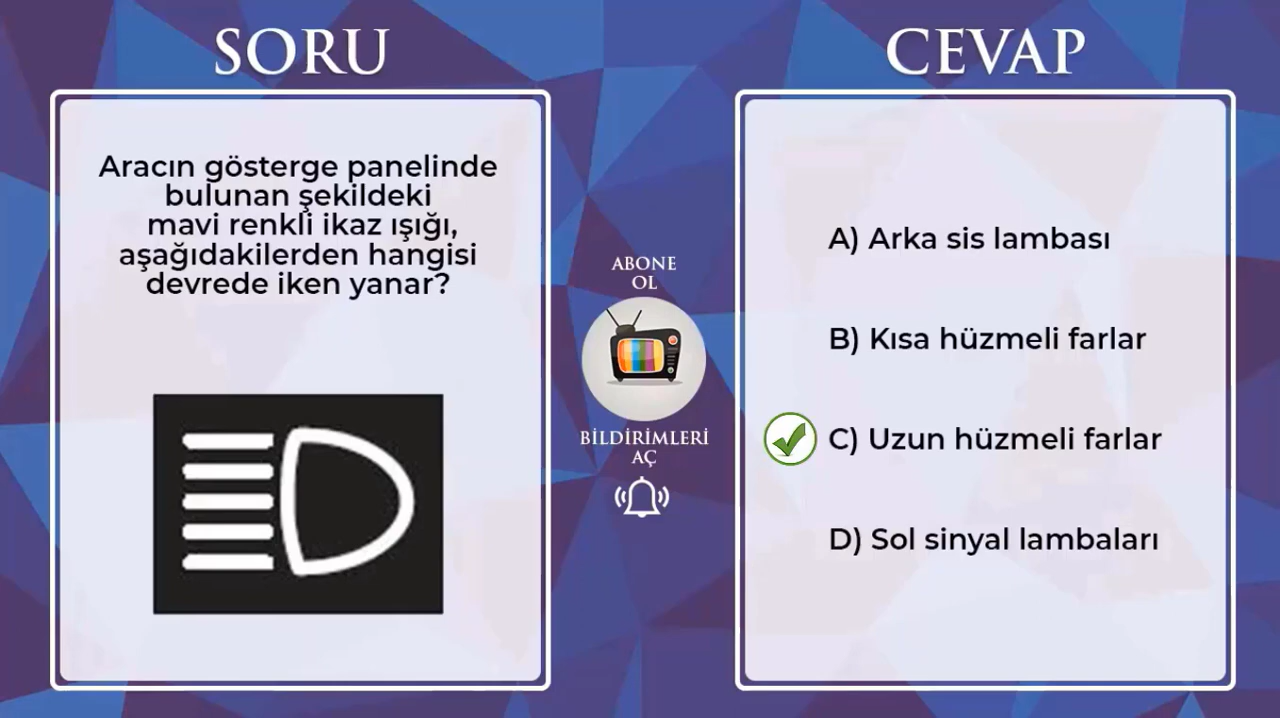 SORU
Aracın gösterge panelinde
bulunan şekildeki
mavi renkli ikaz ışığı,
aşağıdakilerden hangisi
devrede iken yanar?
ABONE
OL
BİLDİRİMLERİ
AÇ
CEVAP
A) Arka sis lambası
B) Kısa hüzmeli farlar
C) Uzun hüzmeli farlar
D) Sol sinyal lambaları